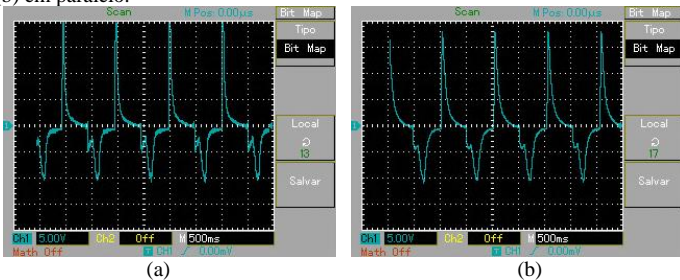 (b) em paralelo.
Scan M Pos: 0.00µs Bit Map
Tipo
Bit Map
Local
13
Salvar
Ch1 5.00V Ch2 Off M 500ms
Math Off CH1 0.00mV
(a)
Scan M Pos: 0.00µs Bit Map
Tipo
Bit Map
Local
17
Salvar
Ch1 5.00V Ch2 Off M 500ms
Math Off CH1 0.00mV
(b)